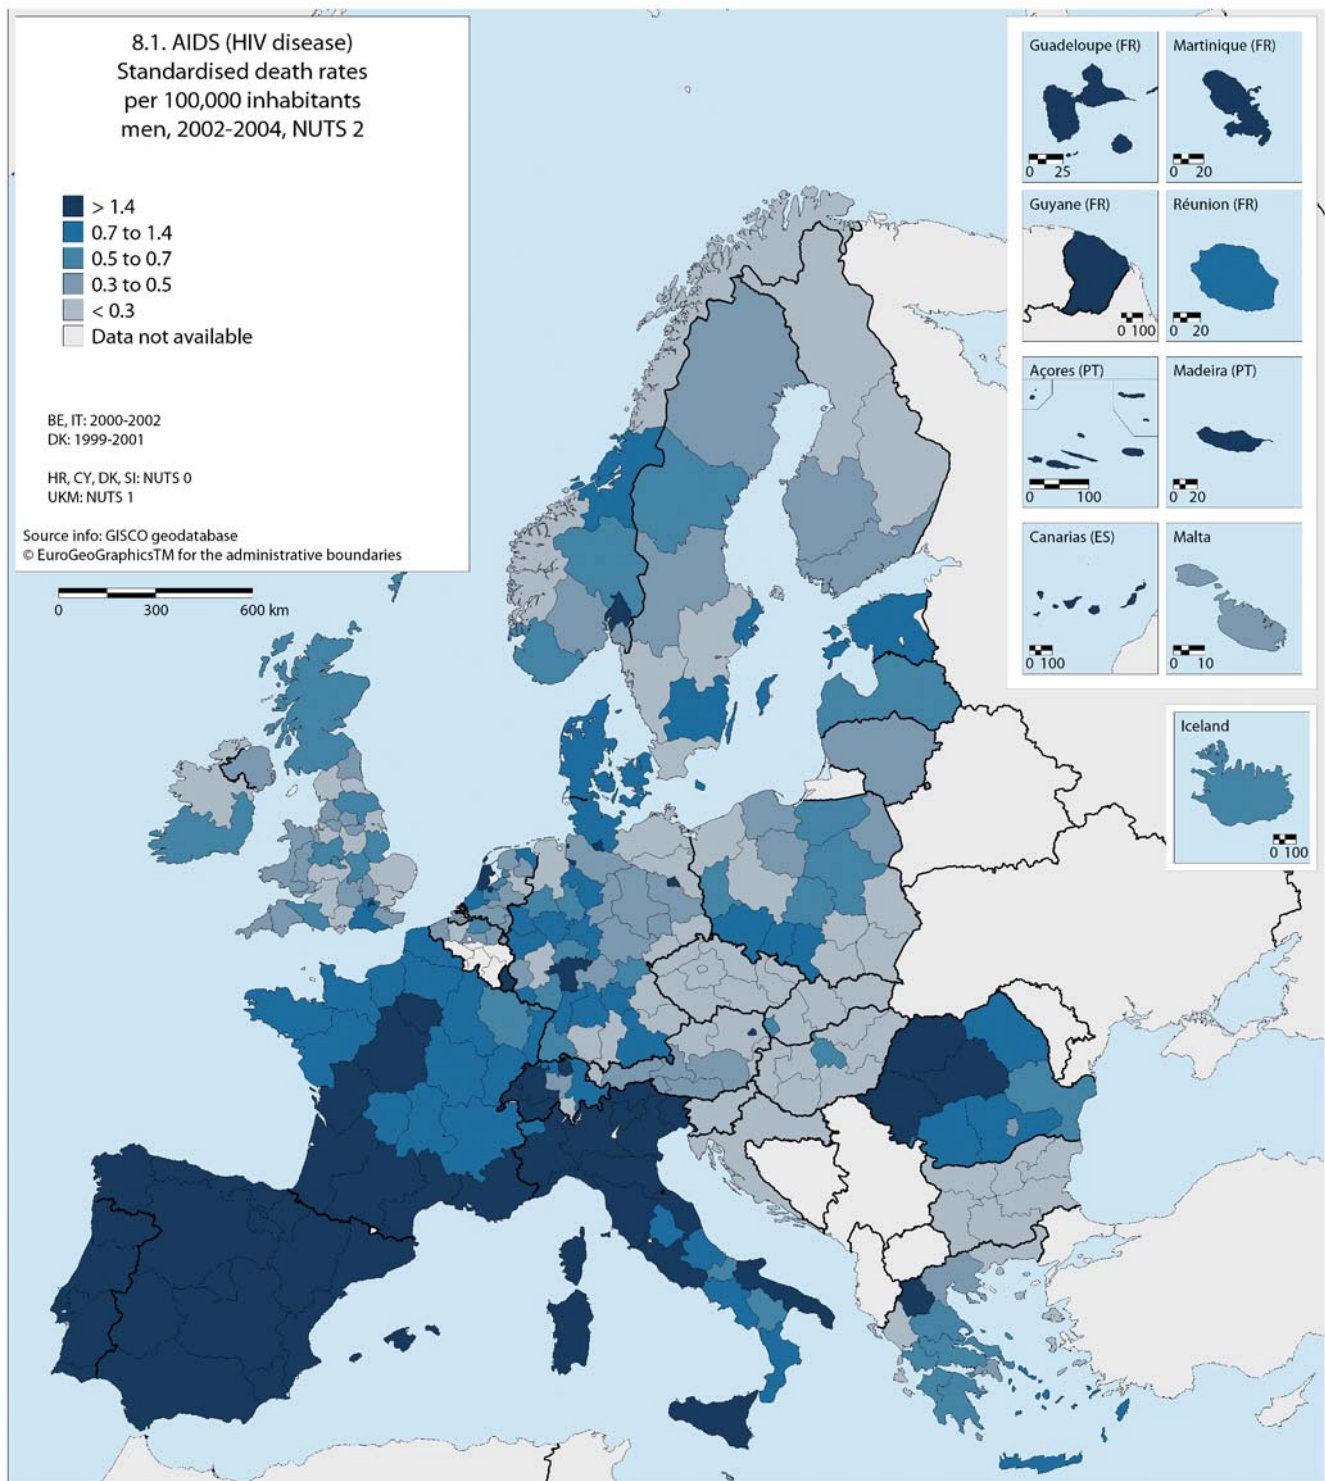 8.1. AIDS (HIV disease)
Standardised death rates
per 100,000 inhabitants
men, 2002-2004, NUTS 2
> 1.4
0.7 to 1.4
0.5 to 0.7
0.3 to 0.5
< 0.3
Data not available
BE, IT: 2000-2002
DK: 1999-2001
HR, CY, DK, SI: NUTS 0
UKM: NUTS 1
Source info: GISCO geodatabase
© EuroGeoGraphicsTM for the administrative boundaries
0 300 600 km
Guadeloupe (FR)
0 25
Martinique (FR)
0 20
Guyane (FR)
0 100
Réunion (FR)
0 20
Açores (PT)
0 100
Madeira (PT)
0 20
Canarias (ES)
0 100
Malta
0 10
Iceland
0 100